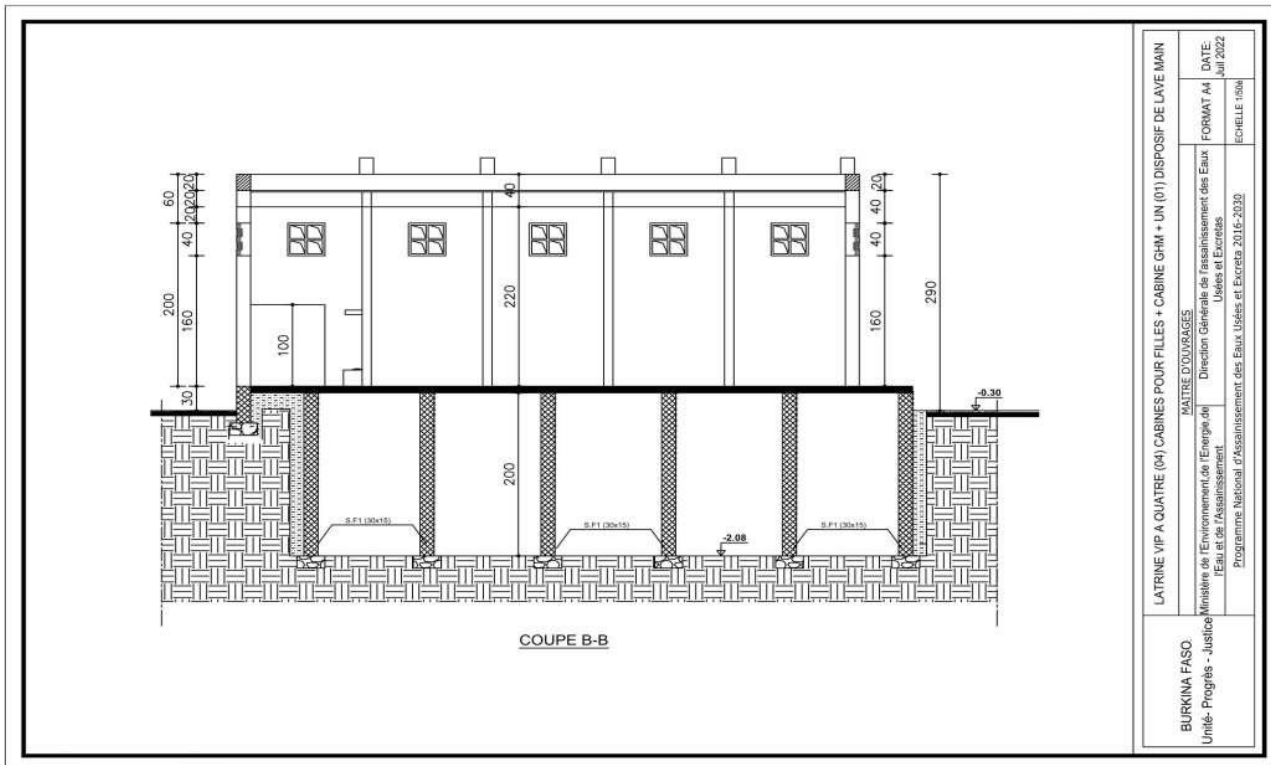 60
20
20
20
40
200
160
30
100
40
220
200
20
40
40
160
290
-0.30
S.F1 (30x15)
S.F1 (30x15)
S.F1 (30x15)
-2.08
COUPE B-B
BURKINA FASO.
Unité- Progrès - Justice
LATRINE VIP A QUATRE (04) CABINES POUR FILLES + CABINE GHM + UN (01) DISPOSIF DE LAVE MAIN
MAITRE D'OUVRAGES
Ministère de l'Environnement,de l'Energie,de
l'Eau et de l'Assainissement
Direction Générale de l'assainissement des Eaux
Usées et Excretas
Programme National d'Assainissement des Eaux Usées et Excreta 2016-2030
FORMAT A4
DATE:
Juil 2022
ECHELLE 1/50è